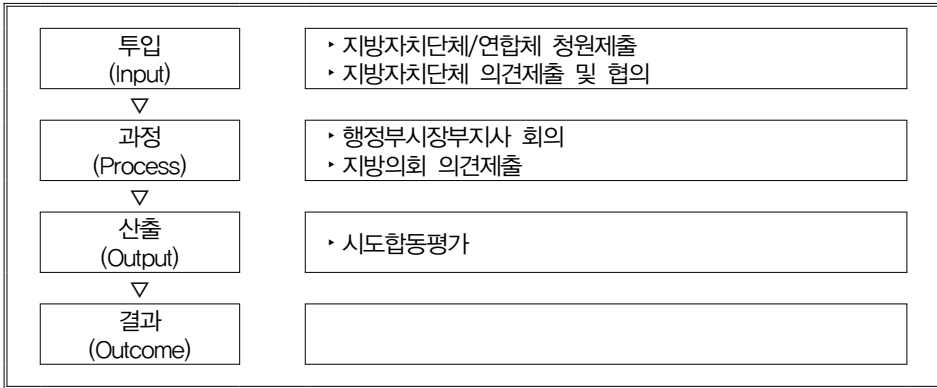 투입
(Input)
‣ 지방자치단체/연합체 청원제출
‣ 지방자치단체 의견제출 및 협의
▽
과정
(Process)
‣ 행정부시장부지사 회의
‣ 지방의회 의견제출
▽
산출
(Output)
‣ 시도합동평가
▽
결과
(Outcome)